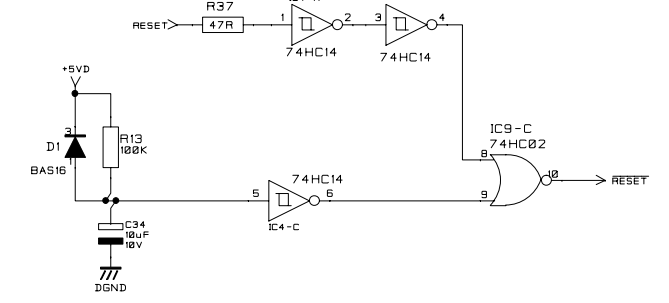 R37
RESET
47R
1
2
3
4
74HC14
74HC14
+5VD
3
D1
BAS16
1
R13
100K
IC9-C
74HC02
8
9
10
RESET
74HC14
5
6
IC4-C
C34
10uF
10V
DGND